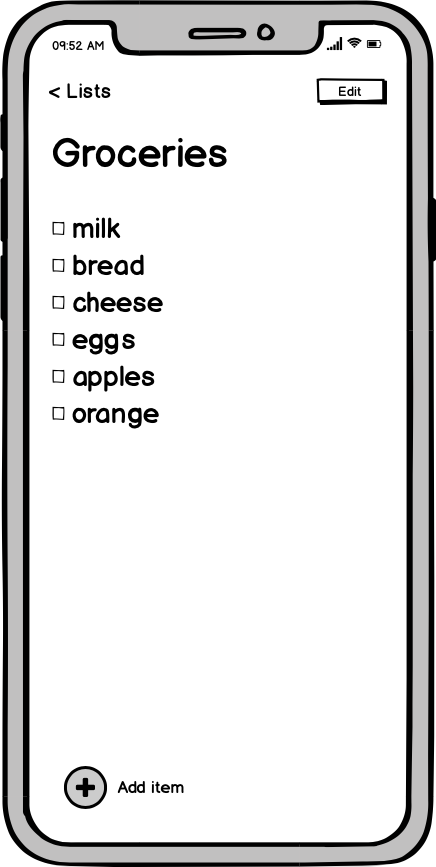 09:52 AM
< Lists
Edit
Groceries
milk
bread
cheese
eggs
apples
orange
Add item